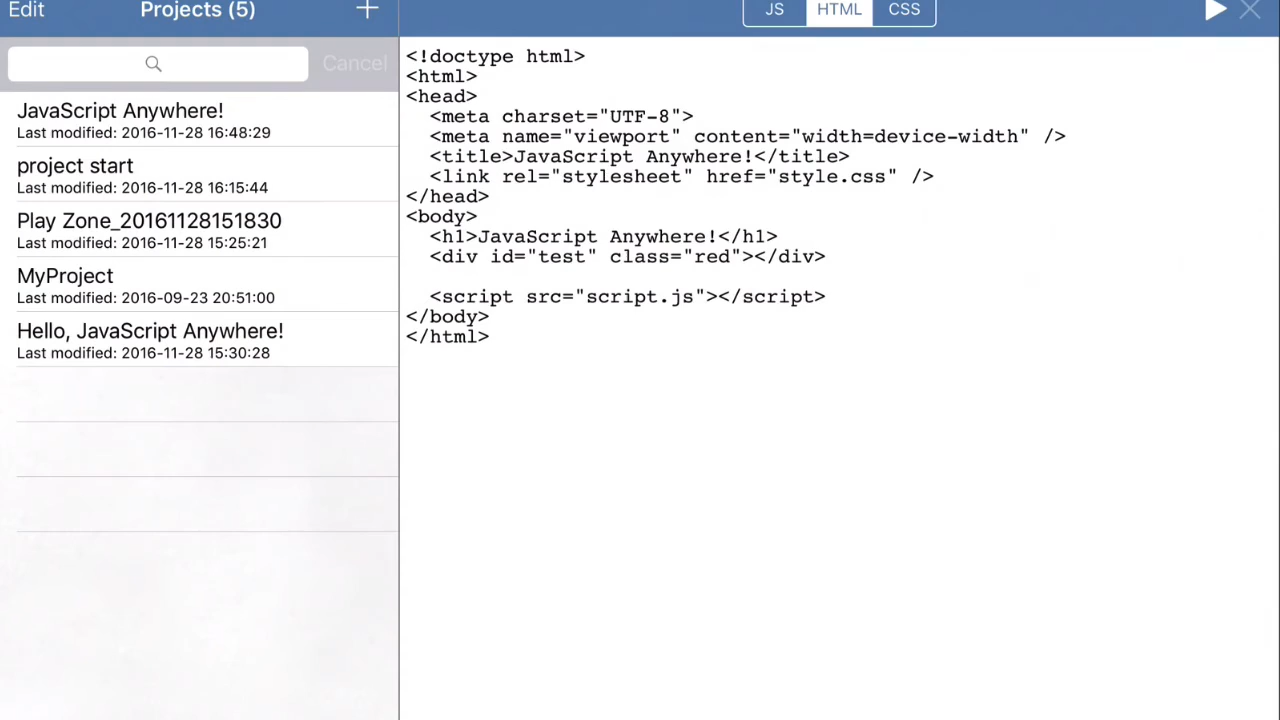 Edit Projects (5) +
Cancel
JavaScript Anywhere!
Last modified: 2016-11-28 16:48:29
project start
Last modified: 2016-11-28 16:15:44
Play Zone_20161128151830
Last modified: 2016-11-28 15:25:21
MyProject
Last modified: 2016-09-23 20:51:00
Hello, JavaScript Anywhere!
Last modified: 2016-11-28 15:30:28
JS HTML CSS
<!doctype html>
<html>
<head>
  <meta charset="UTF-8">
  <meta name="viewport" content="width=device-width" />
  <title>JavaScript Anywhere!</title>
  <link rel="stylesheet" href="style.css" />
</head>
<body>
  <h1>JavaScript Anywhere!</h1>
  <div id="test" class="red"></div>
  <script src="script.js"></script>
</body>
</html>